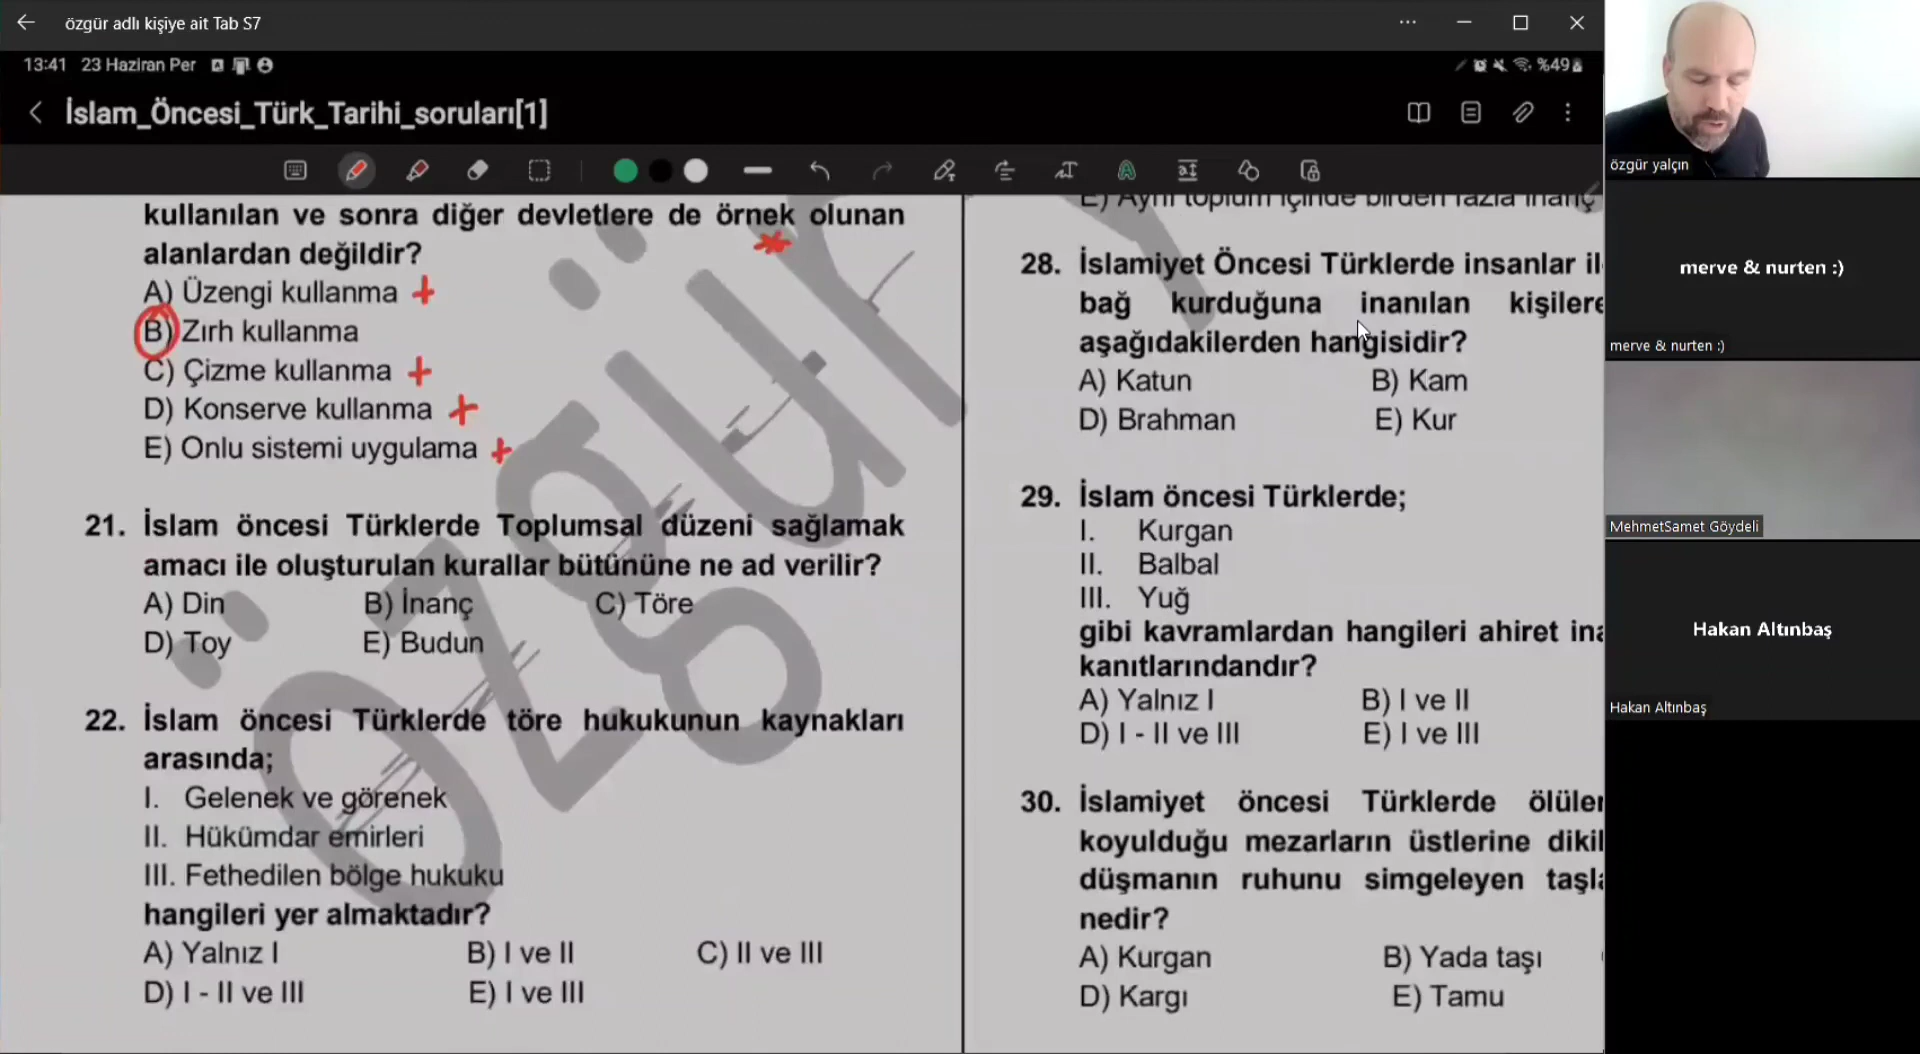 özgür adlı kişiye ait Tab S7
13:41 23 Haziran Per
%49
İslam_Öncesi_Türk_Tarihi_soruları[1]
kullanılan ve sonra diğer devletlere de örnek olunan
alanlardan değildir?
A) Üzengi kullanma
B) Zırh kullanma
C) Çizme kullanma
D) Konserve kullanma
E) Onlu sistemi uygulama
21. İslam öncesi Türklerde Toplumsal düzeni sağlamak
amacı ile oluşturulan kurallar bütününe ne ad verilir?
A) Din B) İnanç C) Töre
D) Toy E) Budun
22. İslam öncesi Türklerde töre hukukunun kaynakları
arasında;
I. Gelenek ve görenek
II. Hükümdar emirleri
III. Fethedilen bölge hukuku
hangileri yer almaktadır?
A) Yalnız I B) I ve II C) II ve III
D) I - II ve III E) I ve III
E) Aynı toplum içinde birden fazla inanç
28. İslamiyet Öncesi Türklerde insanlar il
bağ kurduğuna inanılan kişilere
aşağıdakilerden hangisidir?
A) Katun B) Kam
D) Brahman E) Kur
29. İslam öncesi Türklerde;
I. Kurgan
II. Balbal
III. Yuğ
gibi kavramlardan hangileri ahiret ina
kanıtlarındandır?
A) Yalnız I B) I ve II
D) I - II ve III E) I ve III
30. İslamiyet öncesi Türklerde ölüler
koyulduğu mezarların üstlerine dikil
düşmanın ruhunu simgeleyen taşla
nedir?
A) Kurgan B) Yada taşı
D) Kargı E) Tamu
özgür
özgür yalçın
merve & nurten :)
merve & nurten :)
MehmetSamet Göydeli
Hakan Altınbaş
Hakan Altınbaş